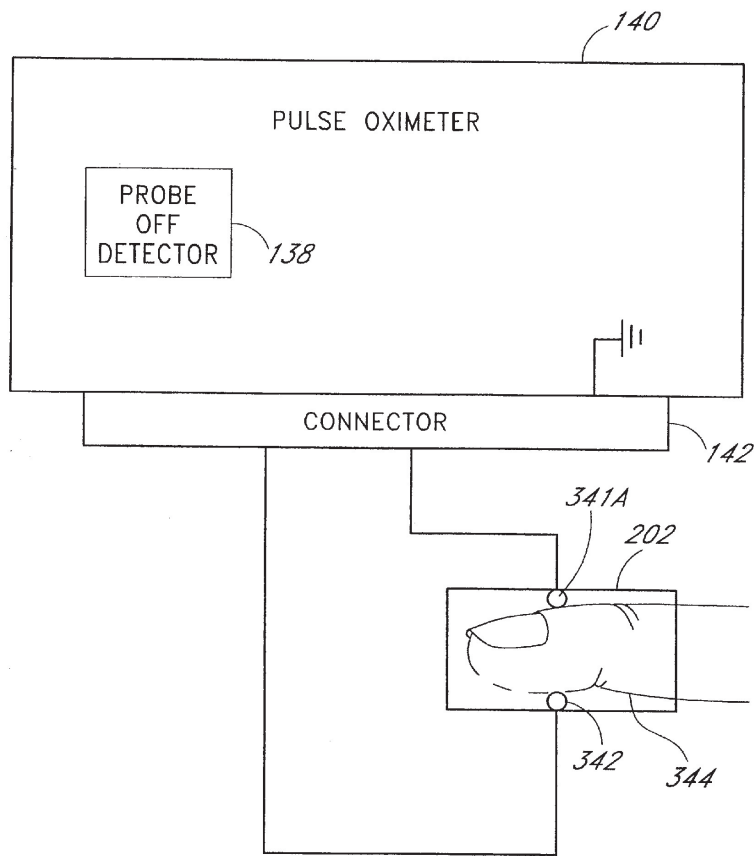 140
PULSE OXIMETER
PROBE
OFF
DETECTOR
138
CONNECTOR
142
341A
202
342
344